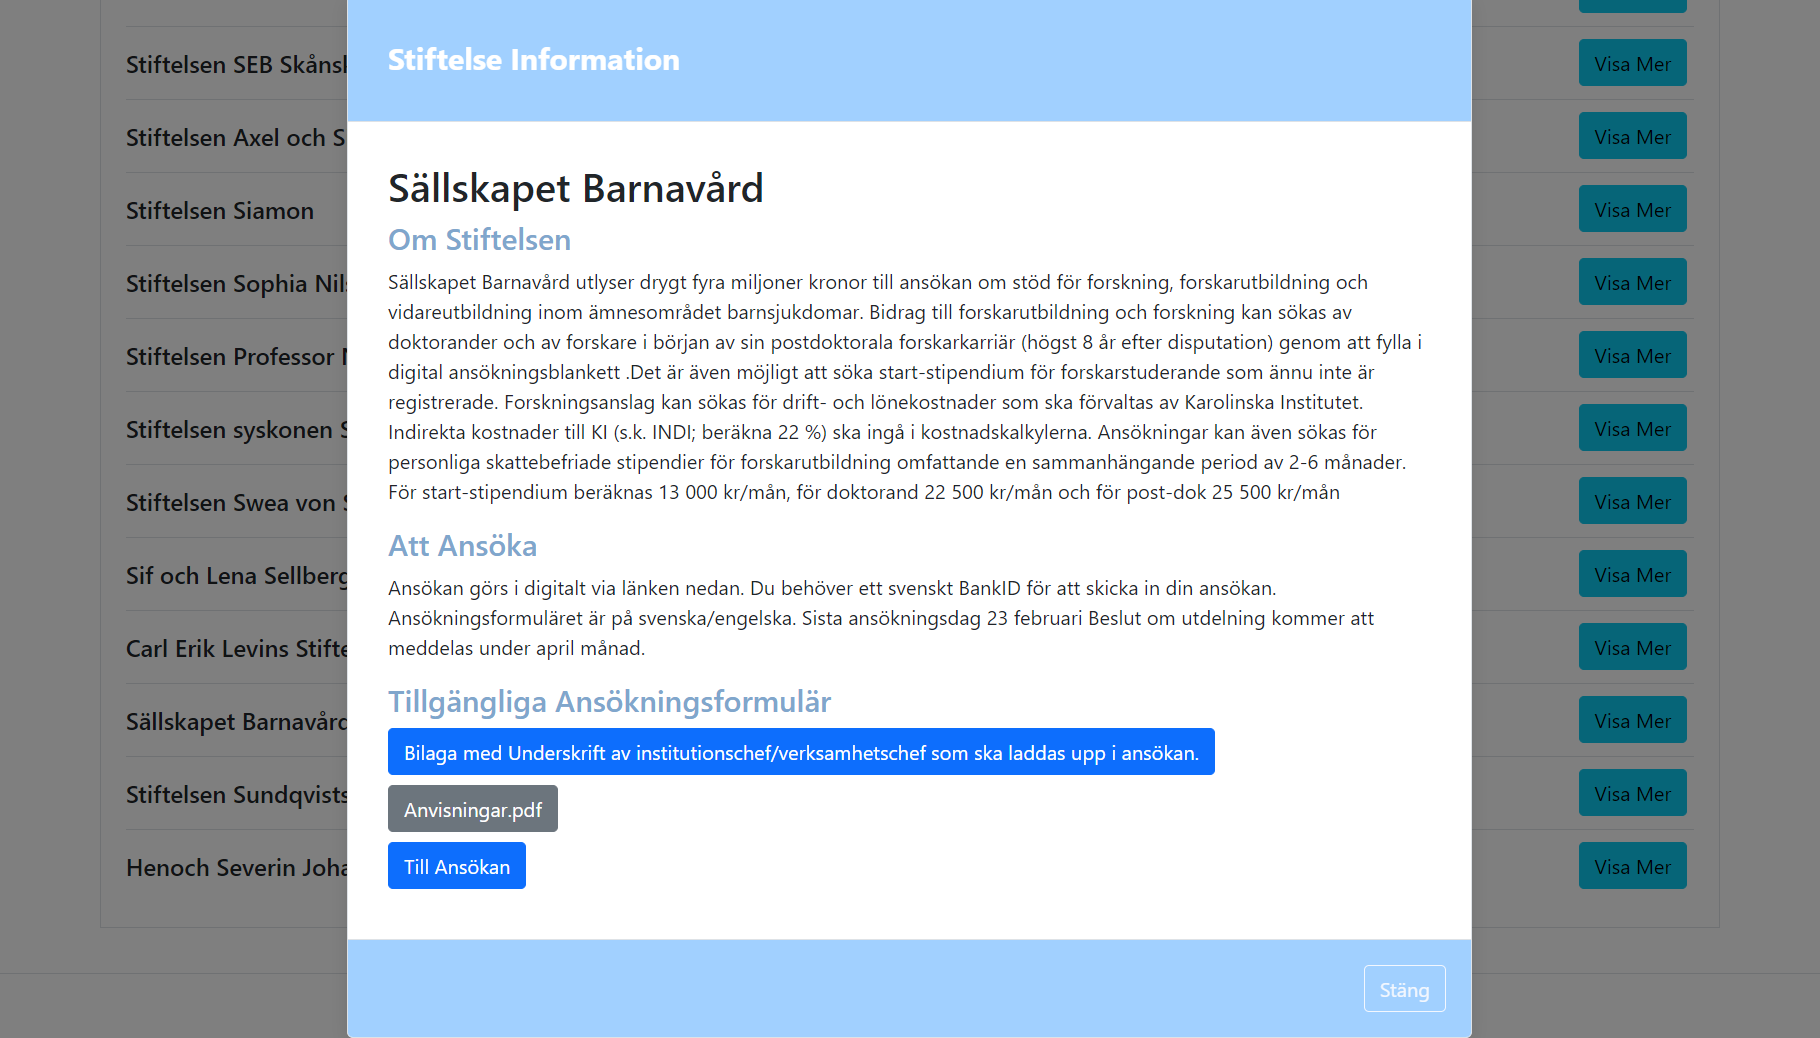 Stiftelse Information
Sällskapet Barnavård
Om Stiftelsen
Sällskapet Barnavård utlyser drygt fyra miljoner kronor till ansökan om stöd för forskning, forskarutbildning och
vidareutbildning inom ämnesområdet barnsjukdomar. Bidrag till forskarutbildning och forskning kan sökas av
doktorander och av forskare i början av sin postdoktorala forskarkarriär (högst 8 år efter disputation) genom att fylla i
digital ansökningsblankett .Det är även möjligt att söka start-stipendium för forskarstuderande som ännu inte är
registrerade. Forskningsanslag kan sökas för drift- och lönekostnader som ska förvaltas av Karolinska Institutet.
Indirekta kostnader till KI (s.k. INDI; beräkna 22 %) ska ingå i kostnadskalkylerna. Ansökningar kan även sökas för
personliga skattebefriade stipendier för forskarutbildning omfattande en sammanhängande period av 2-6 månader.
För start-stipendium beräknas 13 000 kr/mån, för doktorand 22 500 kr/mån och för post-dok 25 500 kr/mån
Att Ansöka
Ansökan görs i digitalt via länken nedan. Du behöver ett svenskt BankID för att skicka in din ansökan.
Ansökningsformuläret är på svenska/engelska. Sista ansökningsdag 23 februari Beslut om utdelning kommer att
meddelas under april månad.
Tillgängliga Ansökningsformulär
Bilaga med Underskrift av institutionschef/verksamhetschef som ska laddas upp i ansökan.
Anvisningar.pdf
Till Ansökan
Stäng
Stiftelsen SEB
Visa Mer
Stiftelsen Axel och
Visa Mer
Stiftelsen Siamon
Visa Mer
Stiftelsen Sophia
Visa Mer
Stiftelsen Professor
Visa Mer
Stiftelsen syskonen
Visa Mer
Stiftelsen Swea von
Visa Mer
Sif och Lena Sellberg
Visa Mer
Carl Erik Levins
Visa Mer
Sällskapet Barnavård
Visa Mer
Stiftelsen Sundqvists
Visa Mer
Henoch Severin
Visa Mer